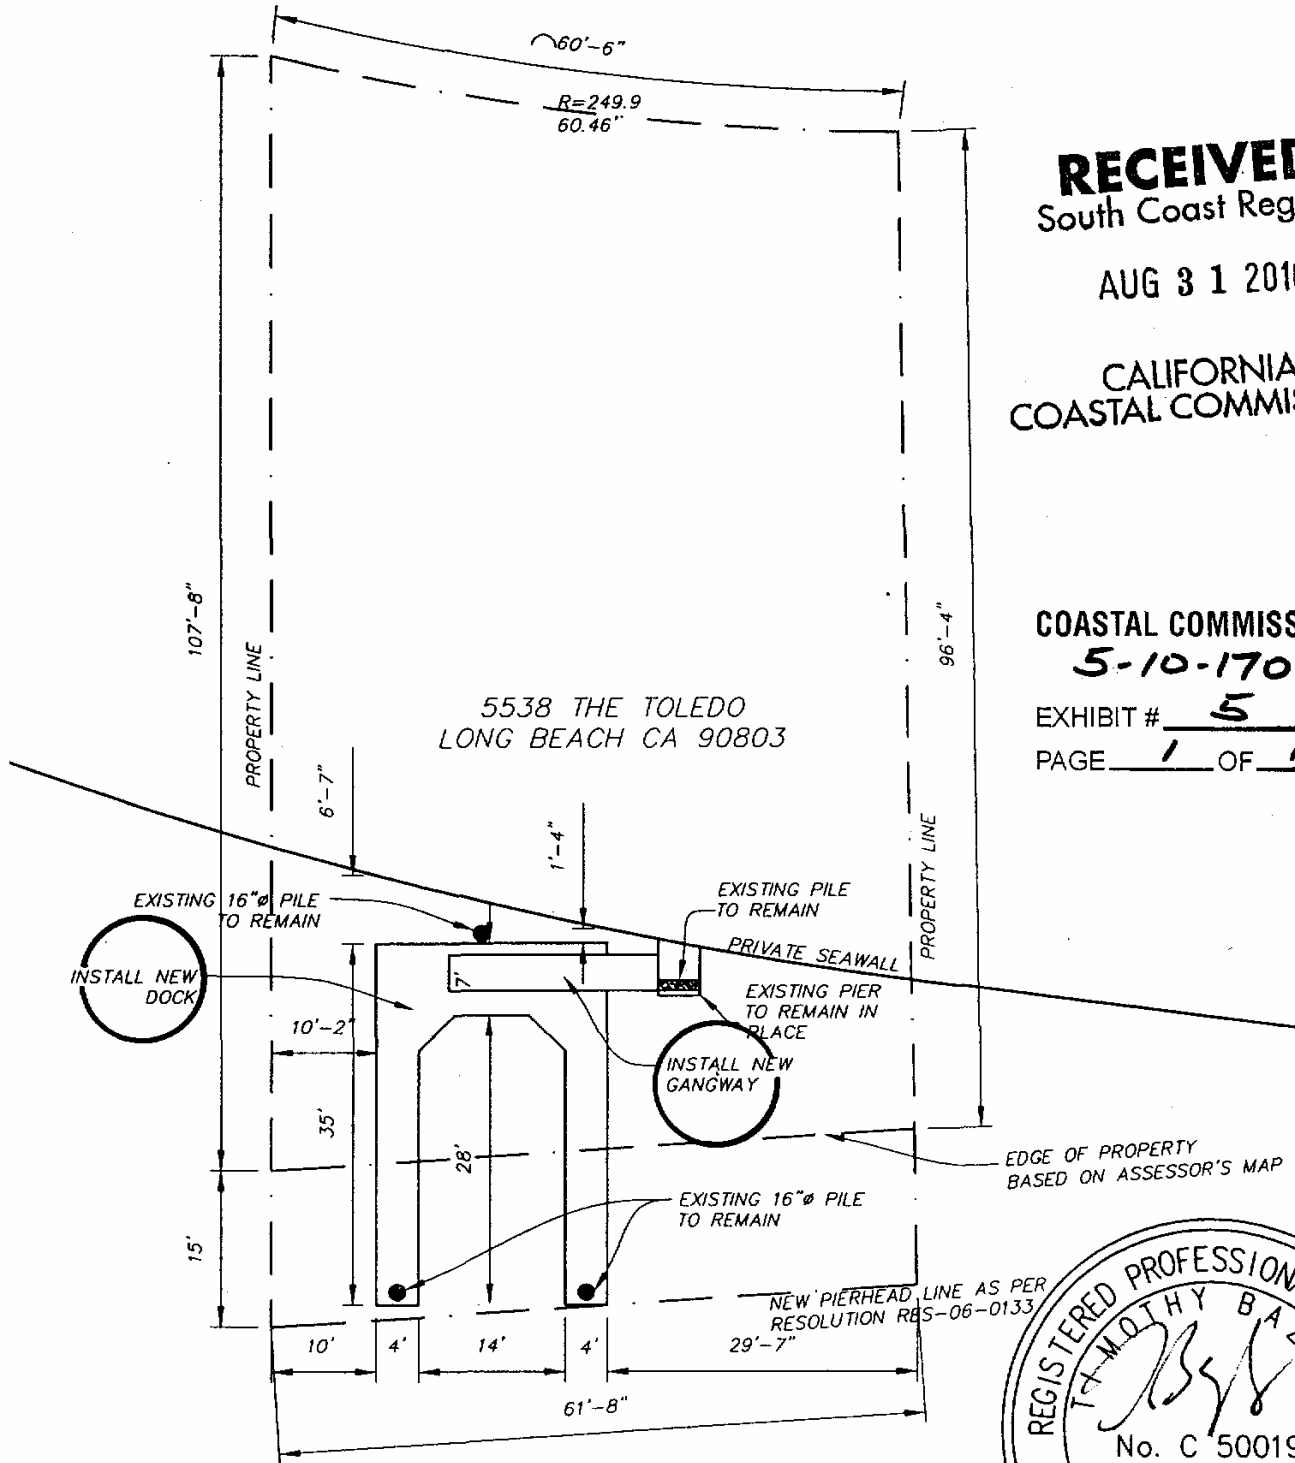 ⌒60'-6"
R=249.9
60.46"
RECEIVED
South Coast Reg
AUG 3 1 201
CALIFORNIA
COASTAL COMMIS
COASTAL COMMISS
5-10-170
EXHIBIT # 5
PAGE 1 OF
107'-8"
PROPERTY LINE
96'-4"
5538 THE TOLEDO
LONG BEACH CA 90803
6'-7"
1'-4"
PROPERTY LINE
EXISTING 16"ø PILE
TO REMAIN
EXISTING PILE
TO REMAIN
PRIVATE SEAWALL
INSTALL NEW
DOCK
7'
EXISTING PIER
TO REMAIN IN
PLACE
10'-2"
INSTALL NEW
GANGWAY
35'
28'
EDGE OF PROPERTY
BASED ON ASSESSOR'S MAP
EXISTING 16"ø PILE
TO REMAIN
15'
NEW PIERHEAD LINE AS PER
RESOLUTION RES-06-0133
10'
4'
14'
4'
29'-7"
61'-8"
REGISTERED PROFESSION
TIMOTHY BA
No. C 50019